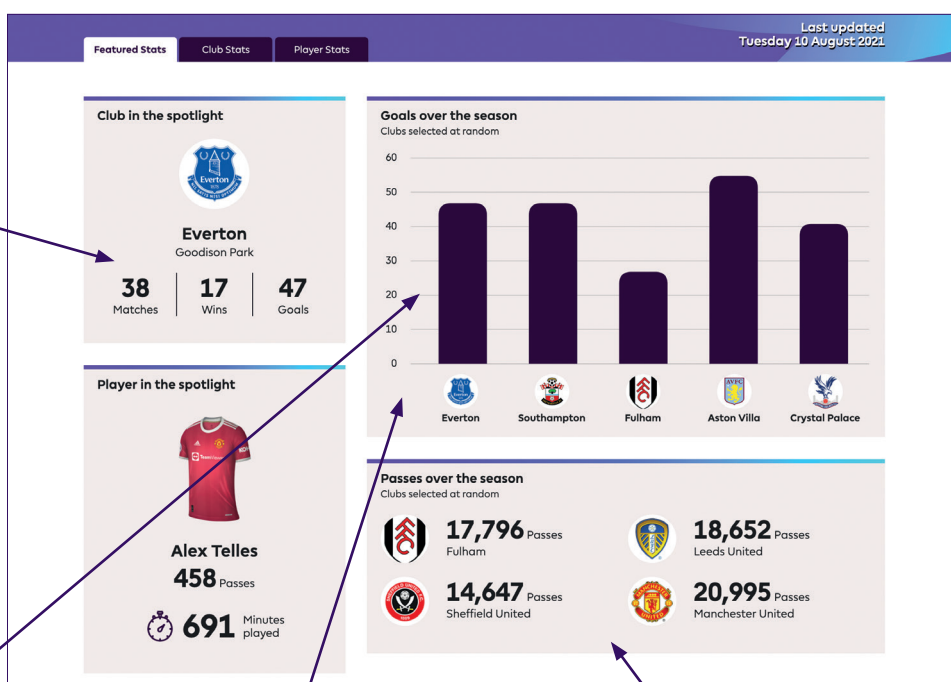 Last updated
Tuesday 10 August 2021
Featured Stats
Club Stats
Player Stats
Club in the spotlight
Everton
1878
Everton
Goodison Park
38
17
47
Matches
Wins
Goals
Goals over the season
Clubs selected at random
60
50
40
30
20
10
0
AVFC
Everton
Southampton
Fulham
Aston Villa
Crystal Palace
Player in the spotlight
TeamViewer
Alex Telles
458 Passes
691 Minutes
played
Passes over the season
Clubs selected at random
17,796 Passes
Fulham
18,652 Passes
Leeds United
14,647 Passes
Sheffield United
20,995 Passes
Manchester United